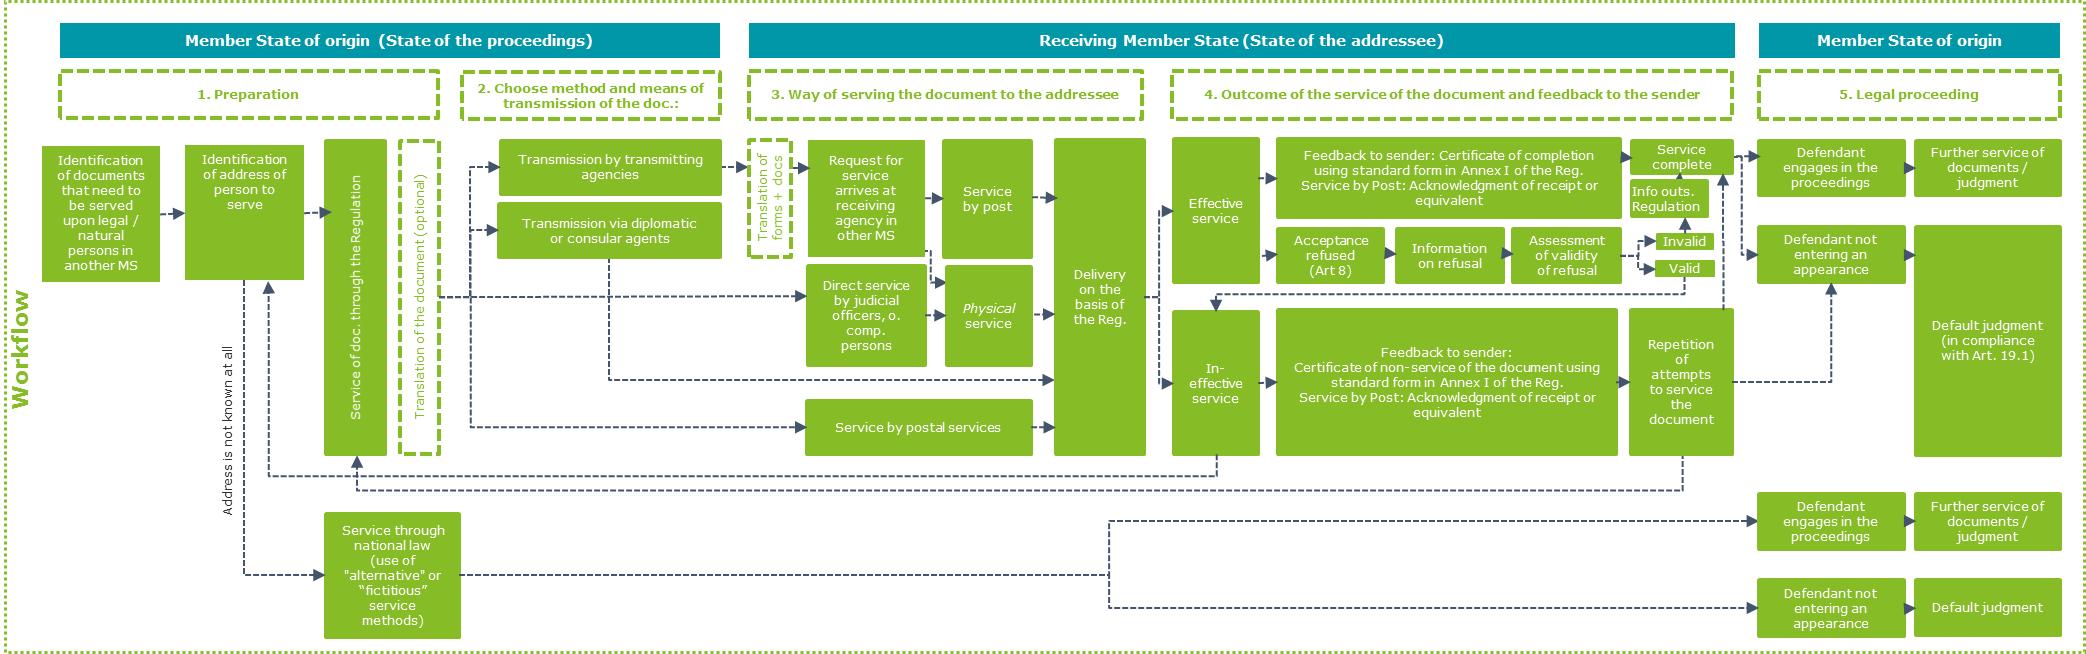 Member State of origin (State of the proceedings)
Receiving Member State (State of the addressee)
Member State of origin
1. Preparation
2. Choose method and means of
transmission of the doc.:
3. Way of serving the document to the addressee
4. Outcome of the service of the document and feedback to the sender
5. Legal proceeding
Workflow
Identification
of documents
that need to
be served
upon legal /
natural
persons in
another MS
Identification
of address of
person to
serve
Address is not known at all
Service of doc. through the Regulation
Translation of the document (optional)
Service through
national law
(use of
"alternative" or
“fictitious”
service
methods)
Transmission by transmitting
agencies
Transmission via diplomatic
or consular agents
Translation of
forms + docs
Request for
service
arrives at
receiving
agency in
other MS
Service
by post
Direct service
by judicial
officers, o.
comp.
persons
Physical
service
Service by postal services
Delivery
on the
basis of
the Reg.
Effective
service
Feedback to sender: Certificate of completion
using standard form in Annex I of the Reg.
Service by Post: Acknowledgment of receipt or
equivalent
Service
complete
Info outs.
Regulation
Acceptance
refused
(Art 8)
Information
on refusal
Assessment
of validity
of refusal
Invalid
Valid
In-
effective
service
Feedback to sender:
Certificate of non-service of the document using
standard form in Annex I of the Reg.
Service by Post: Acknowledgment of receipt or
equivalent
Repetition
of
attempts
to service
the
document
Defendant
engages in the
proceedings
Further service of
documents /
judgment
Defendant not
entering an
appearance
Default judgment
(in compliance
with Art. 19.1)
Defendant
engages in the
proceedings
Further service of
documents /
judgment
Defendant not
entering an
appearance
Default judgment